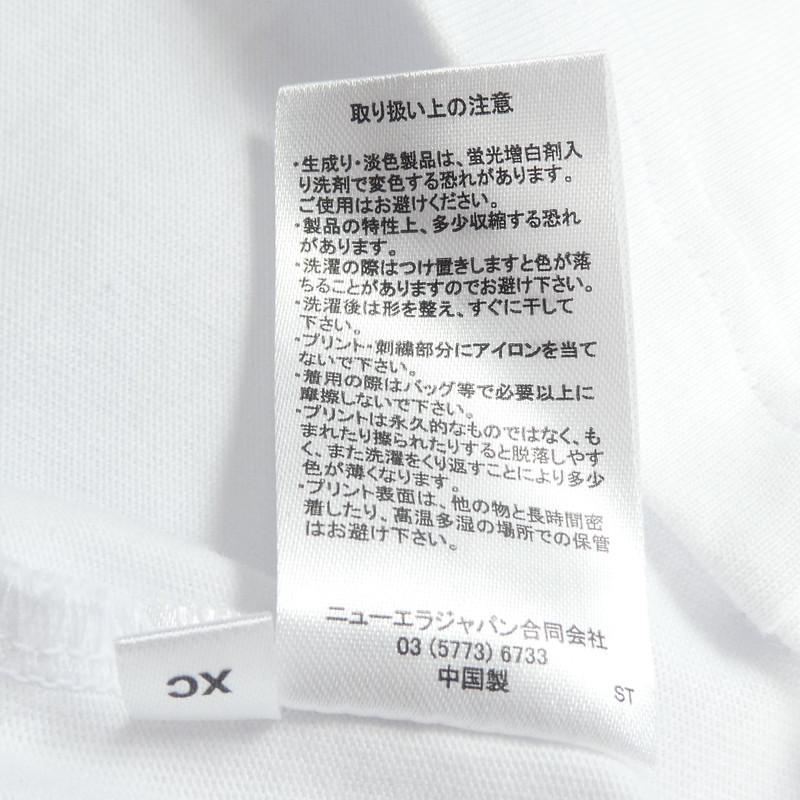 取り扱い上の注意
・生成り・淡色製品は、蛍光増白剤入
り洗剤で変色する恐れがあります。
ご使用はお避けください。
・製品の特性上、多少収縮する恐れ
があります。
・洗濯の際はつけ置きしますと色が落
ちることがありますのでお避け下さい。
・洗濯後は形を整え、すぐに干して
下さい。
・プリント・刺繍部分にアイロンを当て
ないで下さい。
・着用の際はバッグ等で必要以上に
摩擦しないで下さい。
・プリントは永久的なものではなく、も
まれたり擦られたりすると脱落しやす
く、また洗濯をくり返すことにより多少
色が薄くなります。
・プリント表面は、他の物と長時間密
着したり、高温多湿の場所での保管
はお避け下さい。
ニューエラジャパン合同会社
03 (5773) 6733
中国製
ST
XC